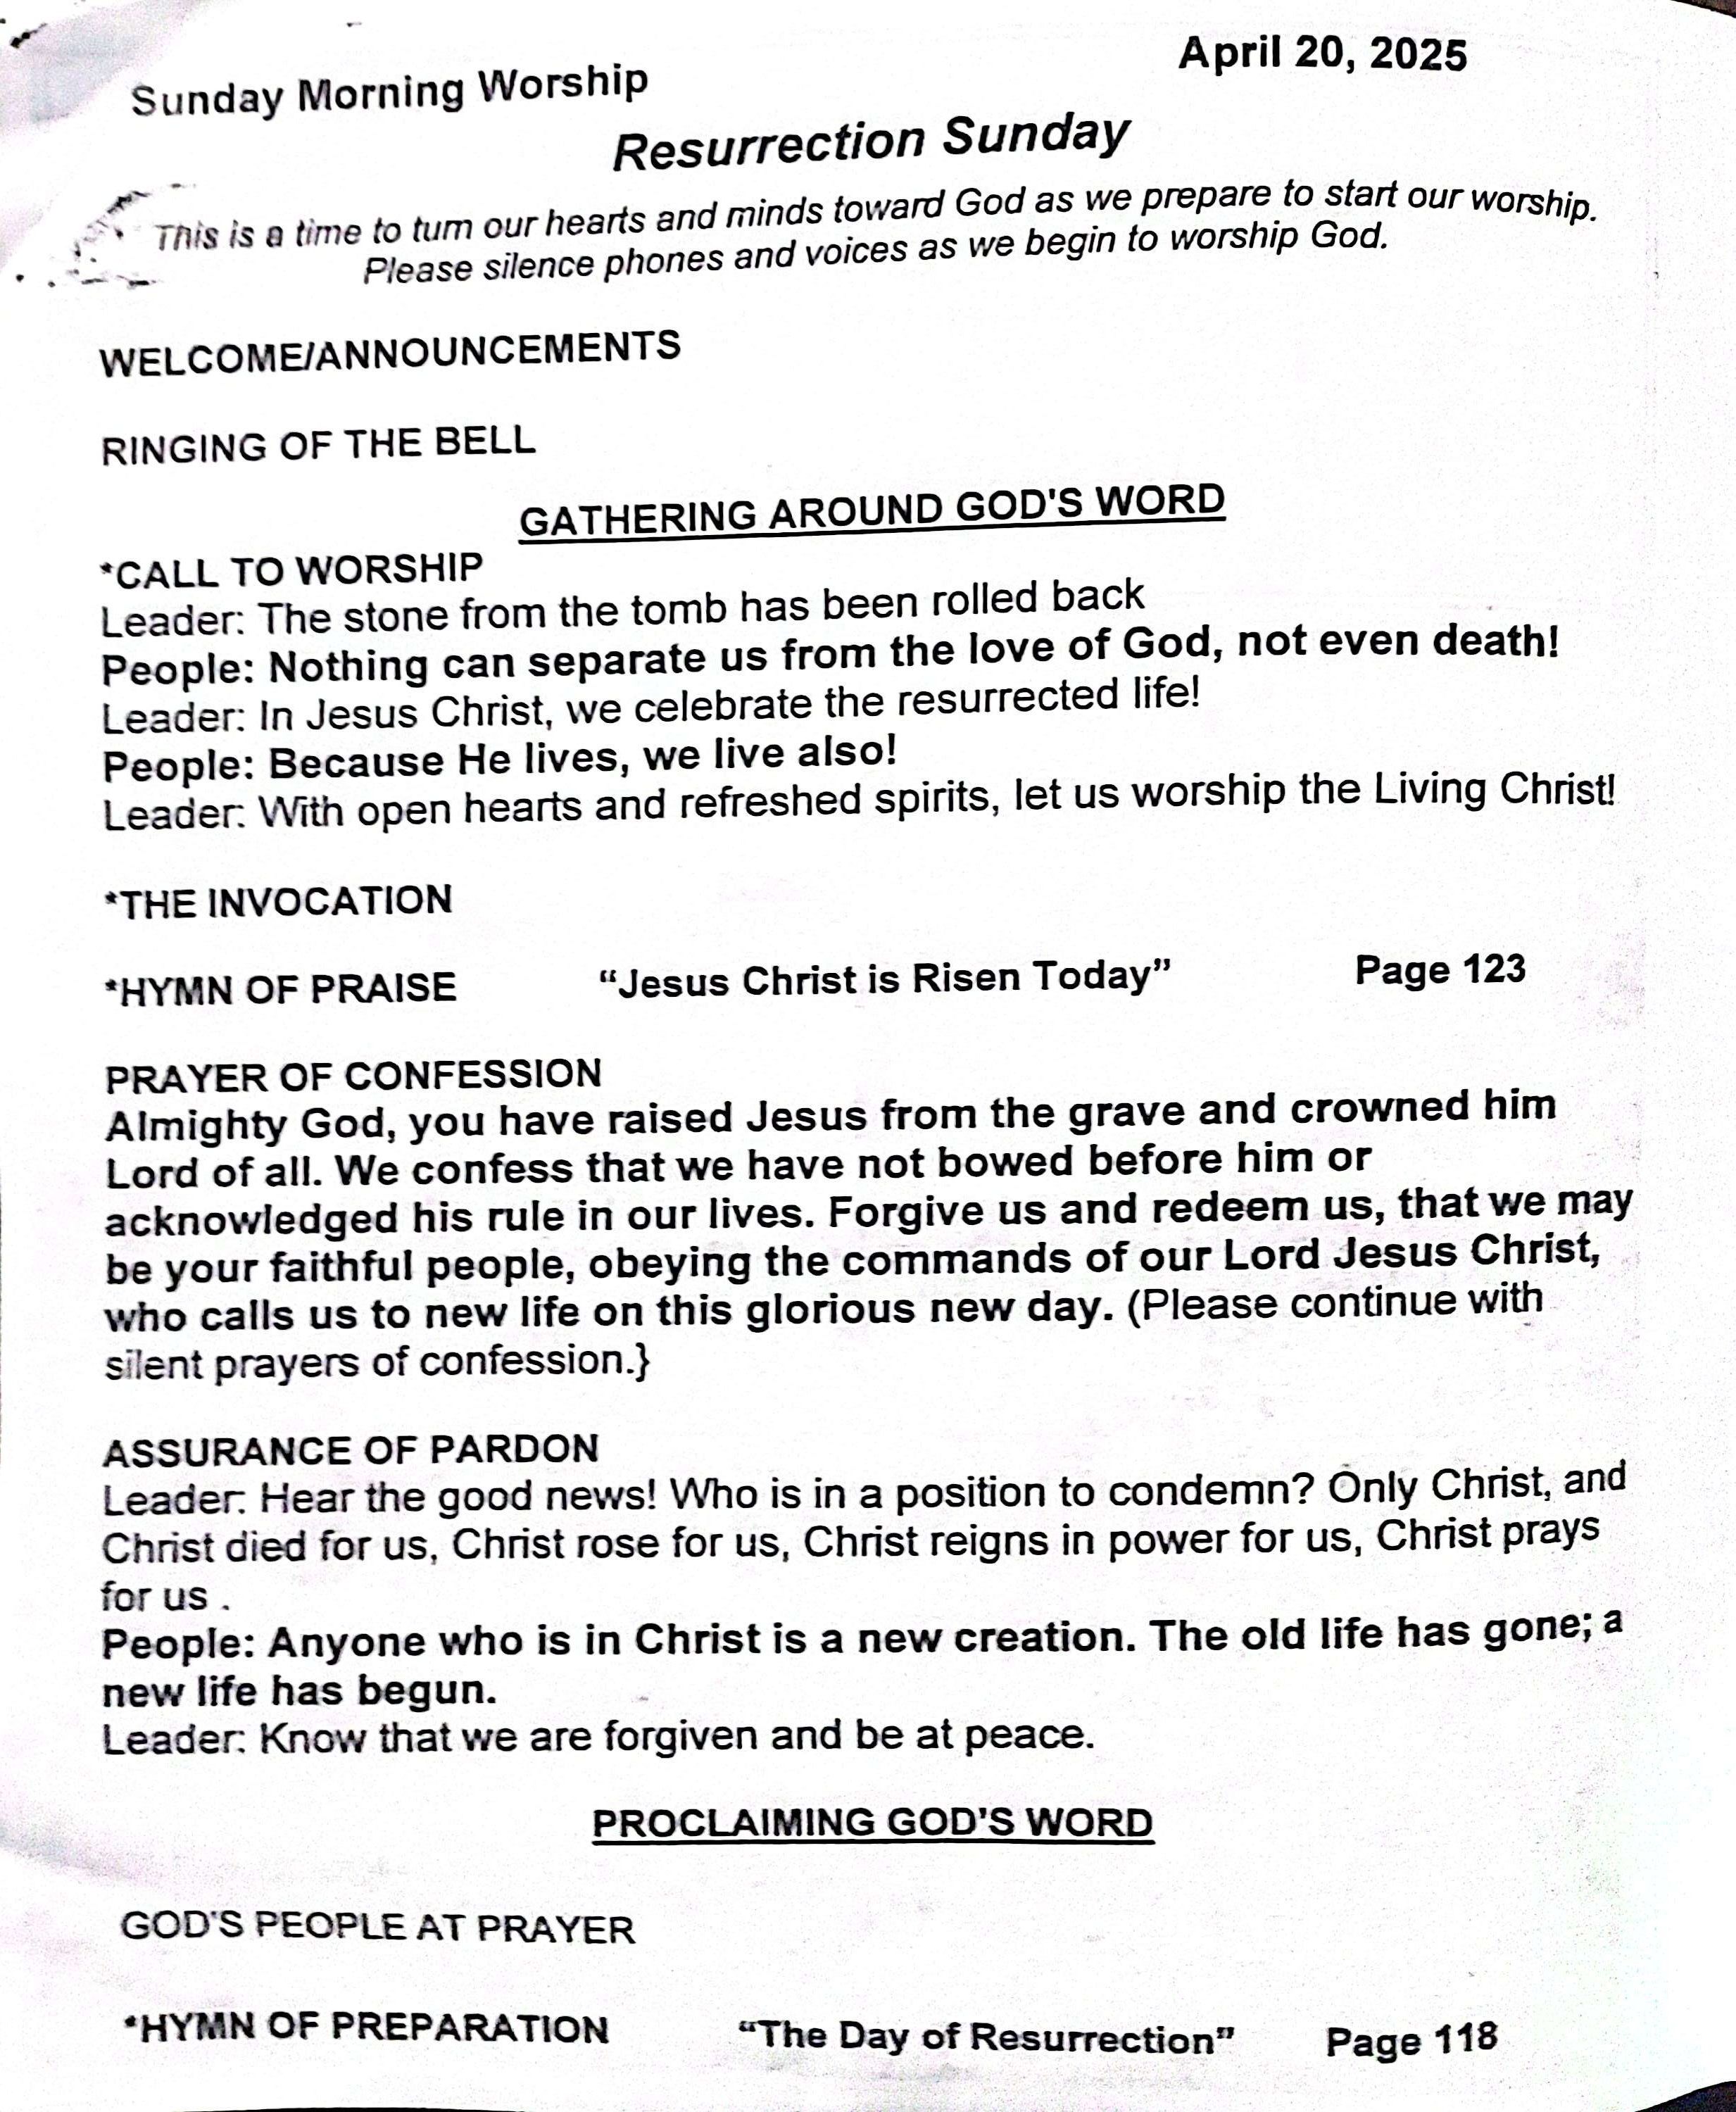 Sunday Morning Worship April 20, 2025
Resurrection Sunday
This is a time to turn our hearts and minds toward God as we prepare to start our worship.
Please silence phones and voices as we begin to worship God.
WELCOME/ANNOUNCEMENTS
RINGING OF THE BELL
GATHERING AROUND GOD'S WORD
*CALL TO WORSHIP
Leader: The stone from the tomb has been rolled back
People: Nothing can separate us from the love of God, not even death!
Leader: In Jesus Christ, we celebrate the resurrected life!
People: Because He lives, we live also!
Leader: With open hearts and refreshed spirits, let us worship the Living Christ!
*THE INVOCATION
*HYMN OF PRAISE “Jesus Christ is Risen Today” Page 123
PRAYER OF CONFESSION
Almighty God, you have raised Jesus from the grave and crowned him
Lord of all. We confess that we have not bowed before him or
acknowledged his rule in our lives. Forgive us and redeem us, that we may
be your faithful people, obeying the commands of our Lord Jesus Christ,
who calls us to new life on this glorious new day. (Please continue with
silent prayers of confession.}
ASSURANCE OF PARDON
Leader: Hear the good news! Who is in a position to condemn? Only Christ, and
Christ died for us, Christ rose for us, Christ reigns in power for us, Christ prays
for us .
People: Anyone who is in Christ is a new creation. The old life has gone; a
new life has begun.
Leader: Know that we are forgiven and be at peace.
PROCLAIMING GOD'S WORD
GOD'S PEOPLE AT PRAYER
*HYMN OF PREPARATION “The Day of Resurrection” Page 118